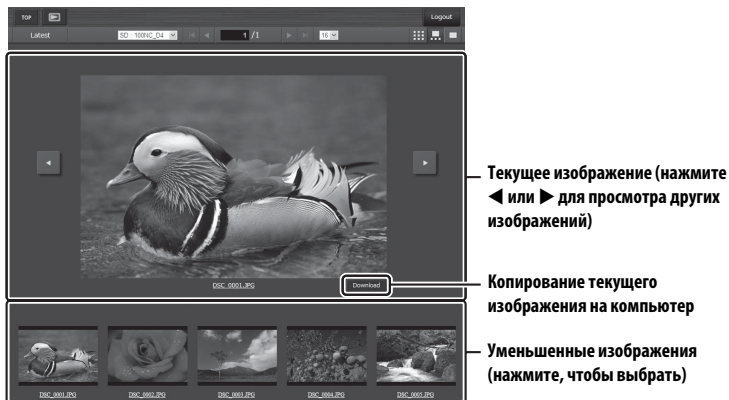 TOP
Logout
Latest
SD : 100NC_D4
1 /1
16
Текущее изображение (нажмите
◀ или ▶ для просмотра других
изображений)
DSC_0001.JPG
Download
Копирование текущего
изображения на компьютер
Уменьшенные изображения
(нажмите, чтобы выбрать)
DSC_0001.JPG DSC_0002.JPG DSC_0003.JPG DSC_0004.JPG DSC_0005.JPG